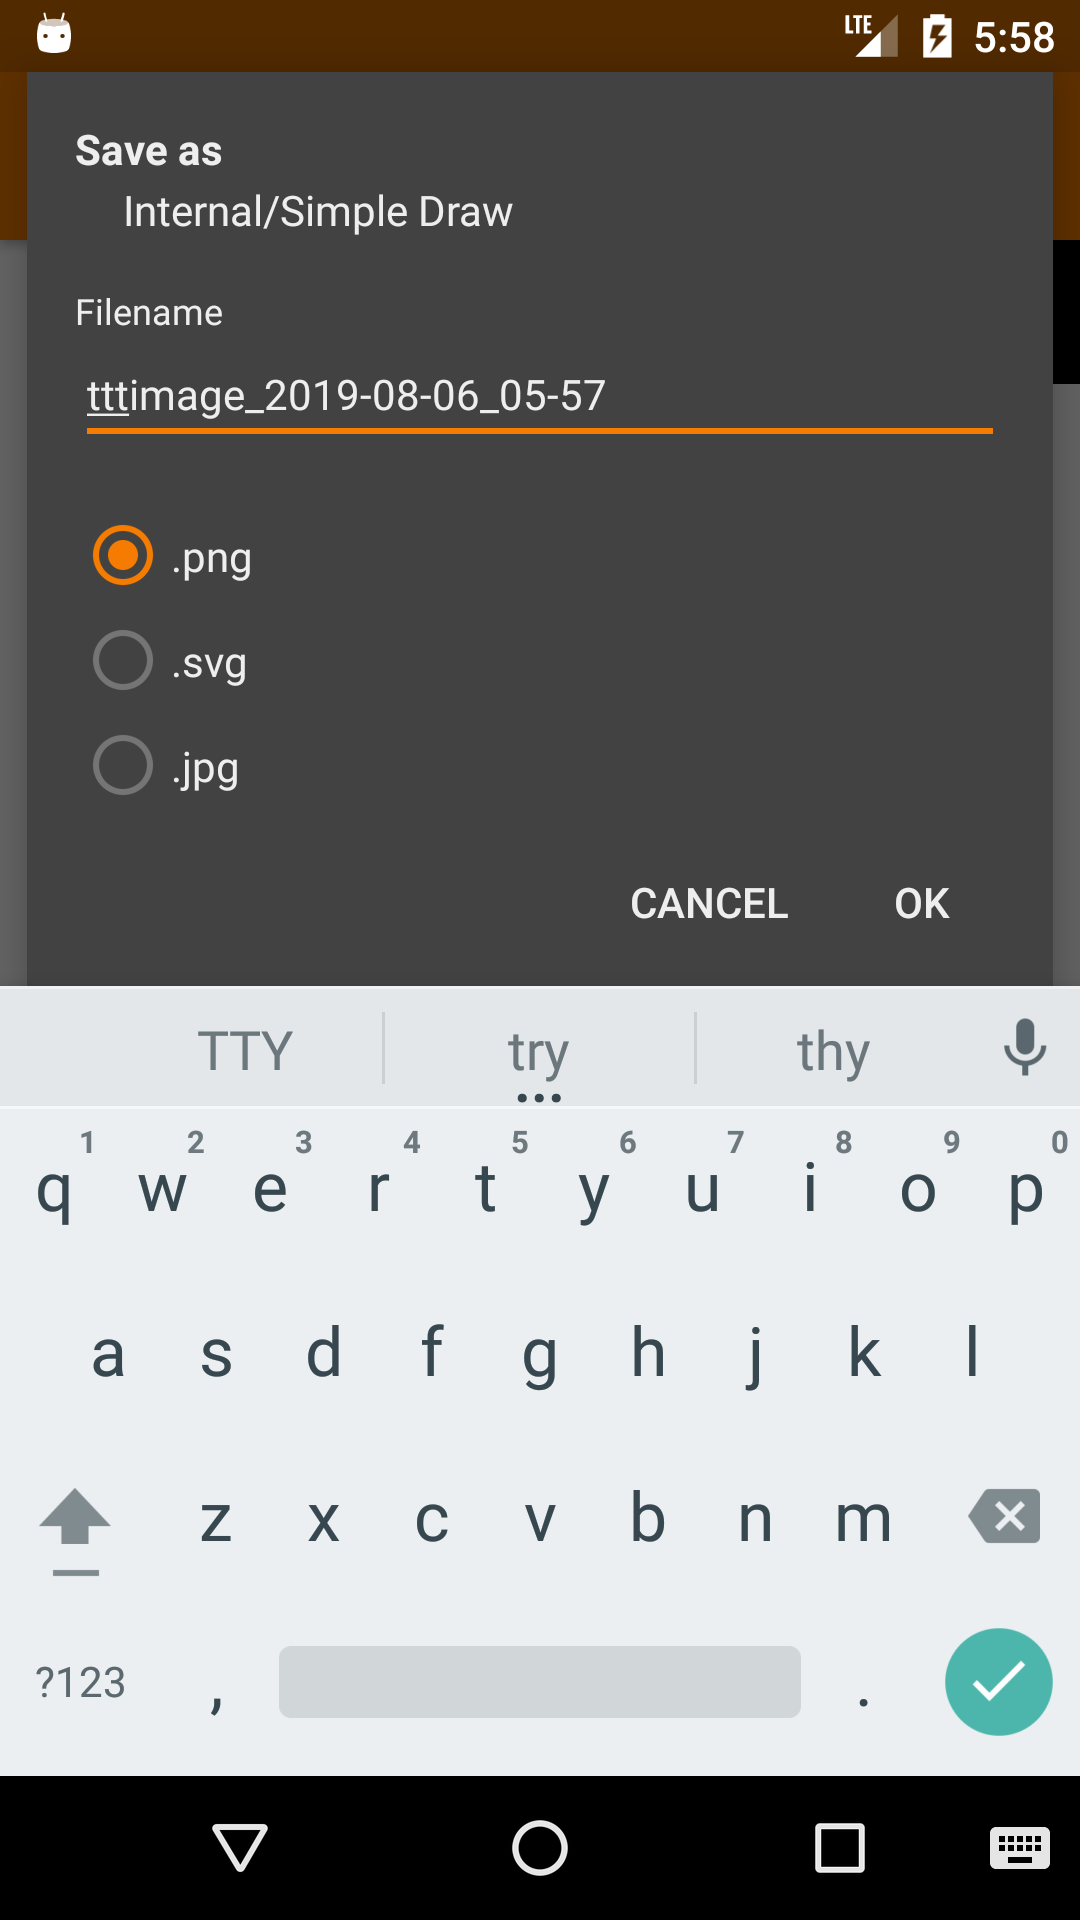 LTE 5:58
Save as
Internal/Simple Draw
Filename
tttimage_2019-08-06_05-57
.png
.svg
.jpg
CANCEL OK
TTY try thy
1 2 3 4 5 6 7 8 9 0
q w e r t y u i o p
a s d f g h j k l
z x c v b n m
?123 , .